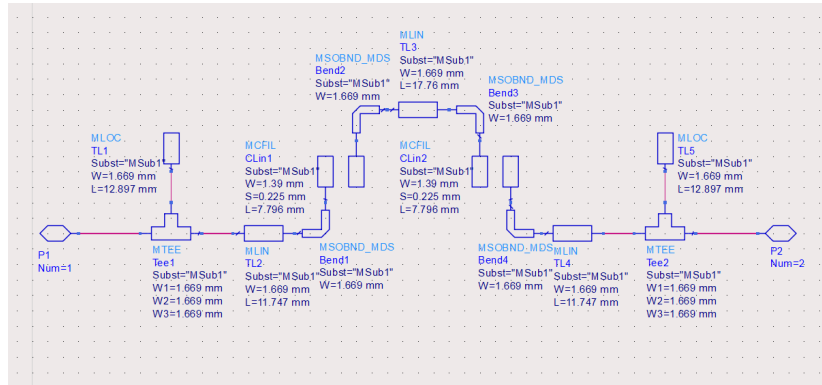 MLIN
TL3
Subst="MSub1"
W=1.669 mm
L=17.76 mm
MSOBND_MDS
Bend2
Subst="MSub1"
W=1.669 mm
MSOBND_MDS
Bend3
Subst="MSub1"
W=1.669 mm
MLOC
TL1
Subst="MSub1"
W=1.669 mm
L=12.897 mm
MCFIL
CLin1
Subst="MSub1"
W=1.39 mm
S=0.225 mm
L=7.796 mm
MCFIL
CLin2
Subst="MSub1"
W=1.39 mm
S=0.225 mm
L=7.796 mm
MLOC
TL5
Subst="MSub1"
W=1.669 mm
L=12.897 mm
P1
Num=1
MTEE
Tee1
Subst="MSub1"
W1=1.669 mm
W2=1.669 mm
W3=1.669 mm
MLIN
TL2
Subst="MSub1"
W=1.669 mm
L=11.747 mm
MSOBND_MDS
Bend1
Subst="MSub1"
W=1.669 mm
MSOBND_MDS
Bend4
Subst="MSub1"
W=1.669 mm
MLIN
TL4
Subst="MSub1"
W=1.669 mm
L=11.747 mm
MTEE
Tee2
Subst="MSub1"
W1=1.669 mm
W2=1.669 mm
W3=1.669 mm
P2
Num=2